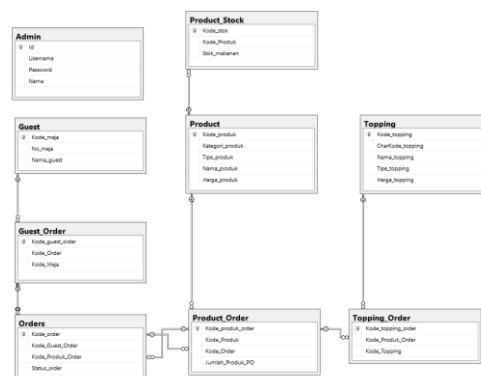 Product_Stock
Kode_stok
Kode_Produk
Stok_makanan
Admin
Id
Username
Password
Nama
Guest
Kode_meja
No_meja
Nama_guest
Product
Kode_produk
Kategori_produk
Tipe_produk
Nama_produk
Harga_produk
Topping
Kode_topping
CharKode_topping
Nama_topping
Tipe_topping
Harga_topping
Guest_Order
Kode_guest_order
Kode_Order
Kode_Meja
Orders
Kode_order
Kode_Guest_Order
Kode_Produk_Order
Status_order
Product_Order
Kode_produk_order
Kode_Produk
Kode_Order
Jumlah_Produk_PO
Topping_Order
Kode_topping_order
Kode_Produk_Order
Kode_Topping